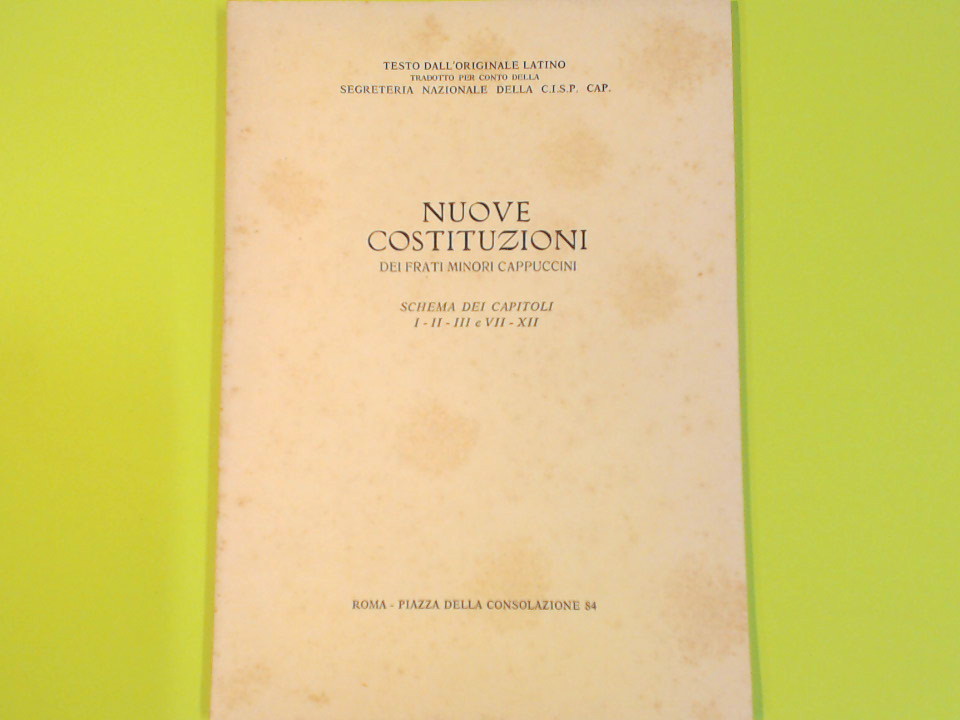 TESTO DALL'ORIGINALE LATINO
TRADOTTO PER CONTO DELLA
SEGRETERIA NAZIONALE DELLA C.I.S.P. CAP.
NUOVE
COSTITUZIONI
DEI FRATI MINORI CAPPUCCINI
SCHEMA DEI CAPITOLI
I - II - III e VII - XII
ROMA - PIAZZA DELLA CONSOLAZIONE 84